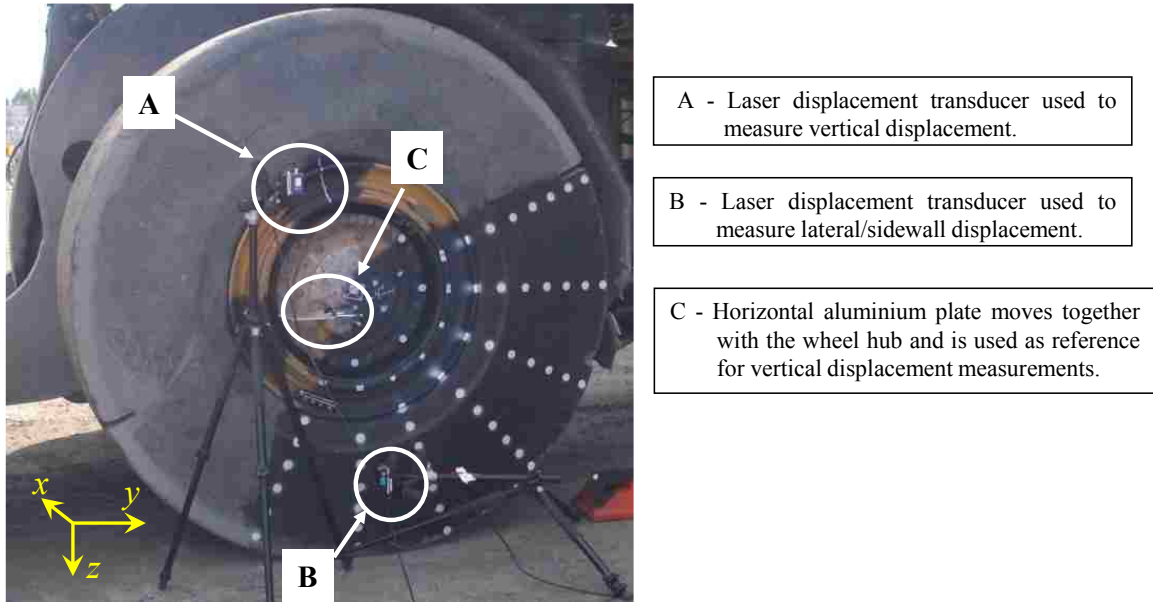 A
C
B
x
y
z
A - Laser displacement transducer used to
measure vertical displacement.
B - Laser displacement transducer used to
measure lateral/sidewall displacement.
C - Horizontal aluminium plate moves together
with the wheel hub and is used as reference
for vertical displacement measurements.